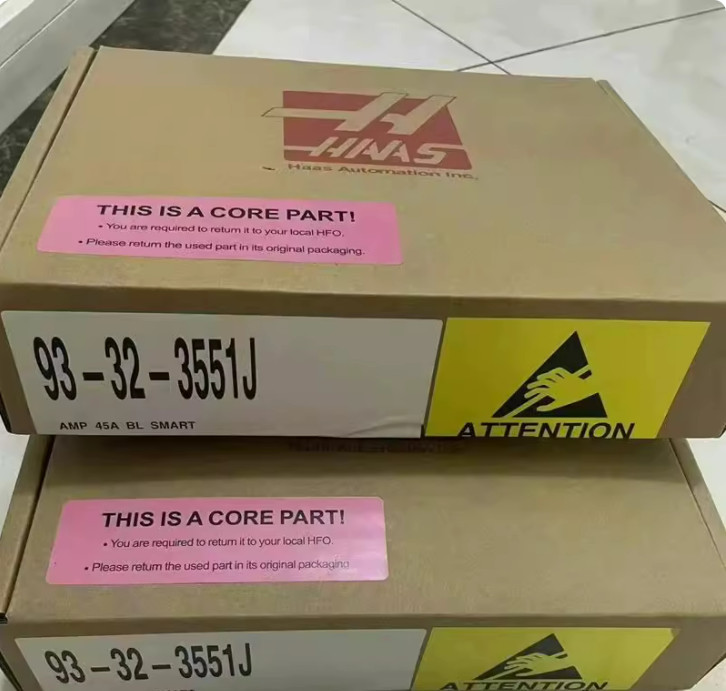 HAAS
Haas Automation Inc.
THIS IS A CORE PART!
• You are required to return it to your local HFO.
• Please return the used part in its original packaging.
93-32-3551J
AMP 45A BL SMART
ATTENTION
THIS IS A CORE PART!
• You are required to return it to your local HFO.
• Please return the used part in its original packaging
93-32-3551J
ATTENTION